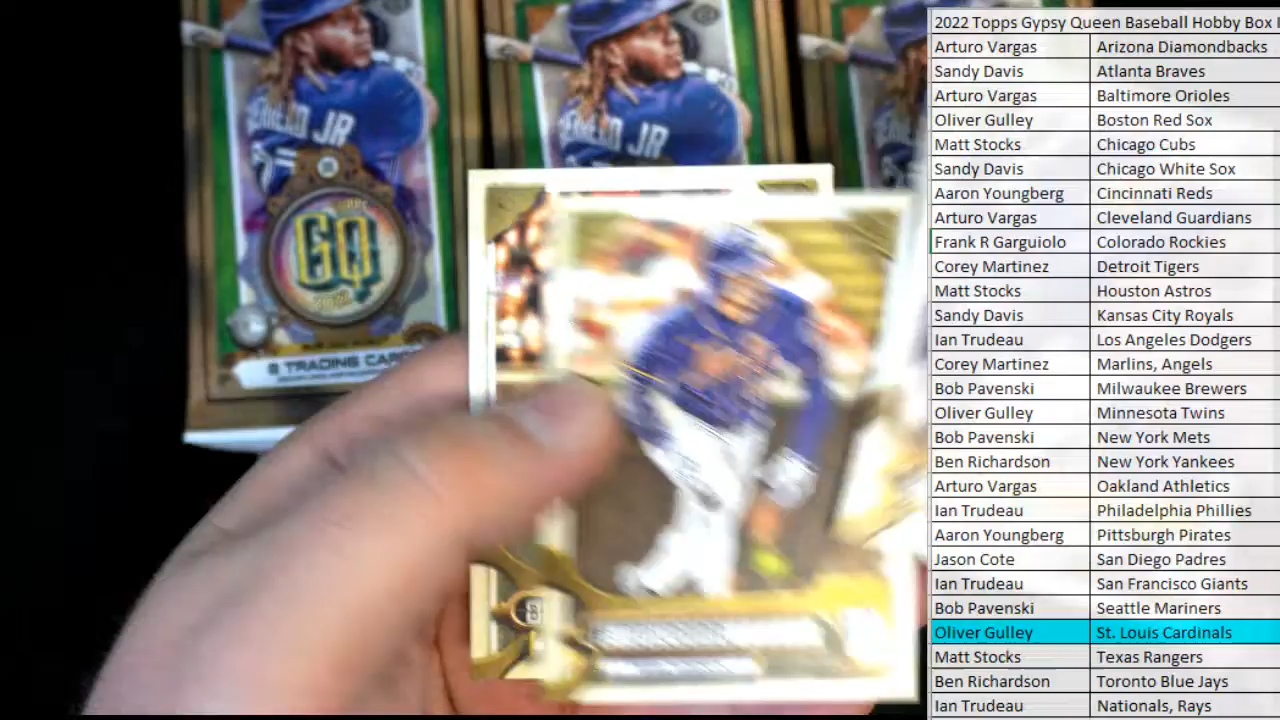 2022 Topps Gypsy Queen Baseball Hobby Box
Arturo Vargas Arizona Diamondbacks
Sandy Davis Atlanta Braves
Arturo Vargas Baltimore Orioles
Oliver Gulley Boston Red Sox
Matt Stocks Chicago Cubs
Sandy Davis Chicago White Sox
Aaron Youngberg Cincinnati Reds
Arturo Vargas Cleveland Guardians
Frank R Garguiolo Colorado Rockies
Corey Martinez Detroit Tigers
Matt Stocks Houston Astros
Sandy Davis Kansas City Royals
Ian Trudeau Los Angeles Dodgers
Corey Martinez Marlins, Angels
Bob Pavenski Milwaukee Brewers
Oliver Gulley Minnesota Twins
Bob Pavenski New York Mets
Ben Richardson New York Yankees
Arturo Vargas Oakland Athletics
Ian Trudeau Philadelphia Phillies
Aaron Youngberg Pittsburgh Pirates
Jason Cote San Diego Padres
Ian Trudeau San Francisco Giants
Bob Pavenski Seattle Mariners
Oliver Gulley St. Louis Cardinals
Matt Stocks Texas Rangers
Ben Richardson Toronto Blue Jays
Ian Trudeau Nationals, Rays
JR
JR
GQ
8 TRADING CARD